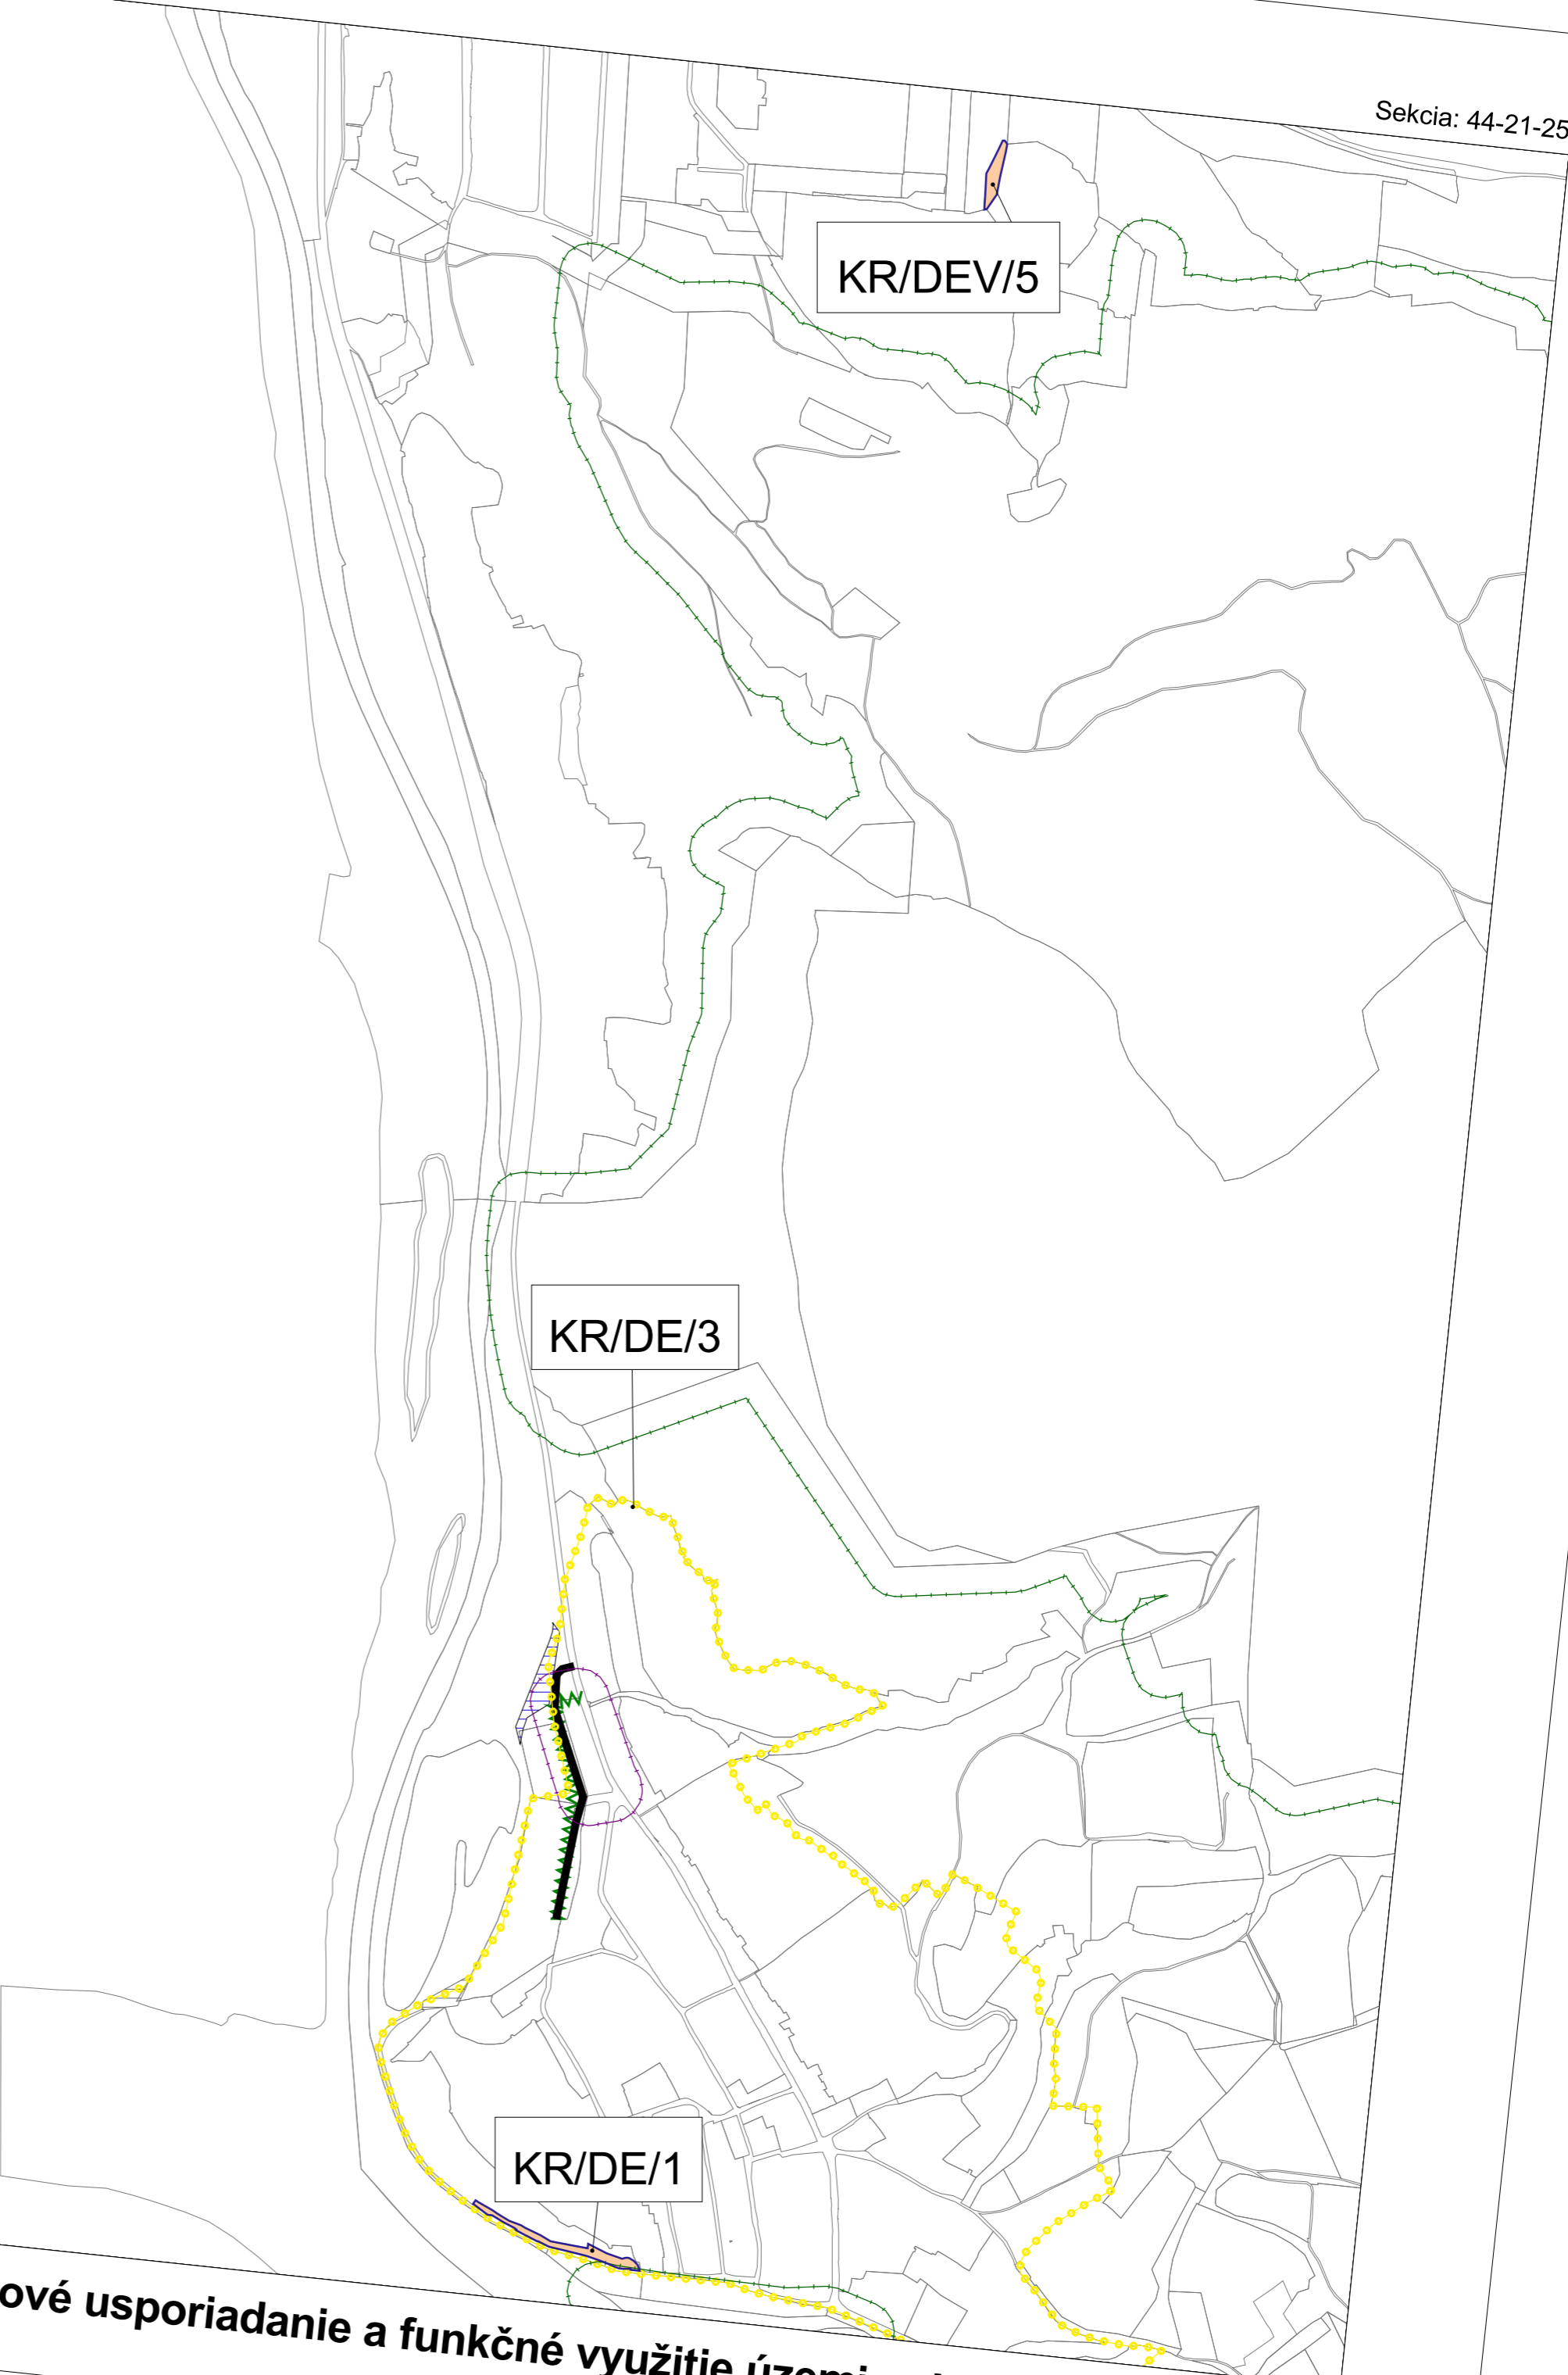 Sekcia: 44-21-25
KR/DEV/5
KR/DE/3
KR/DE/1
ové usporiadanie a funkčné využitie